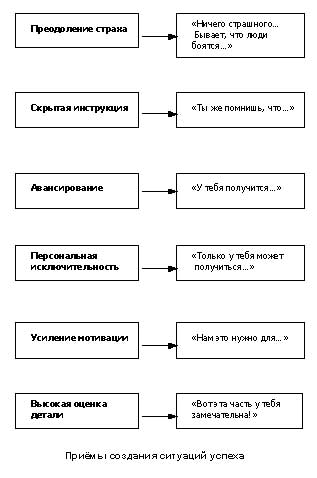 Преодоление страха
«Ничего страшного...
Бывает, что люди
боятся...»
Скрытая инструкция
«Ты же помнишь, что...»
Авансирование
«У тебя получится...»
Персональная
исключительность
«Только у тебя может
получиться...»
Усиление мотивации
«Нам это нужно для...»
Высокая оценка
детали
«Вот эта часть у тебя
замечательна!»
Приёмы создания ситуаций успеха